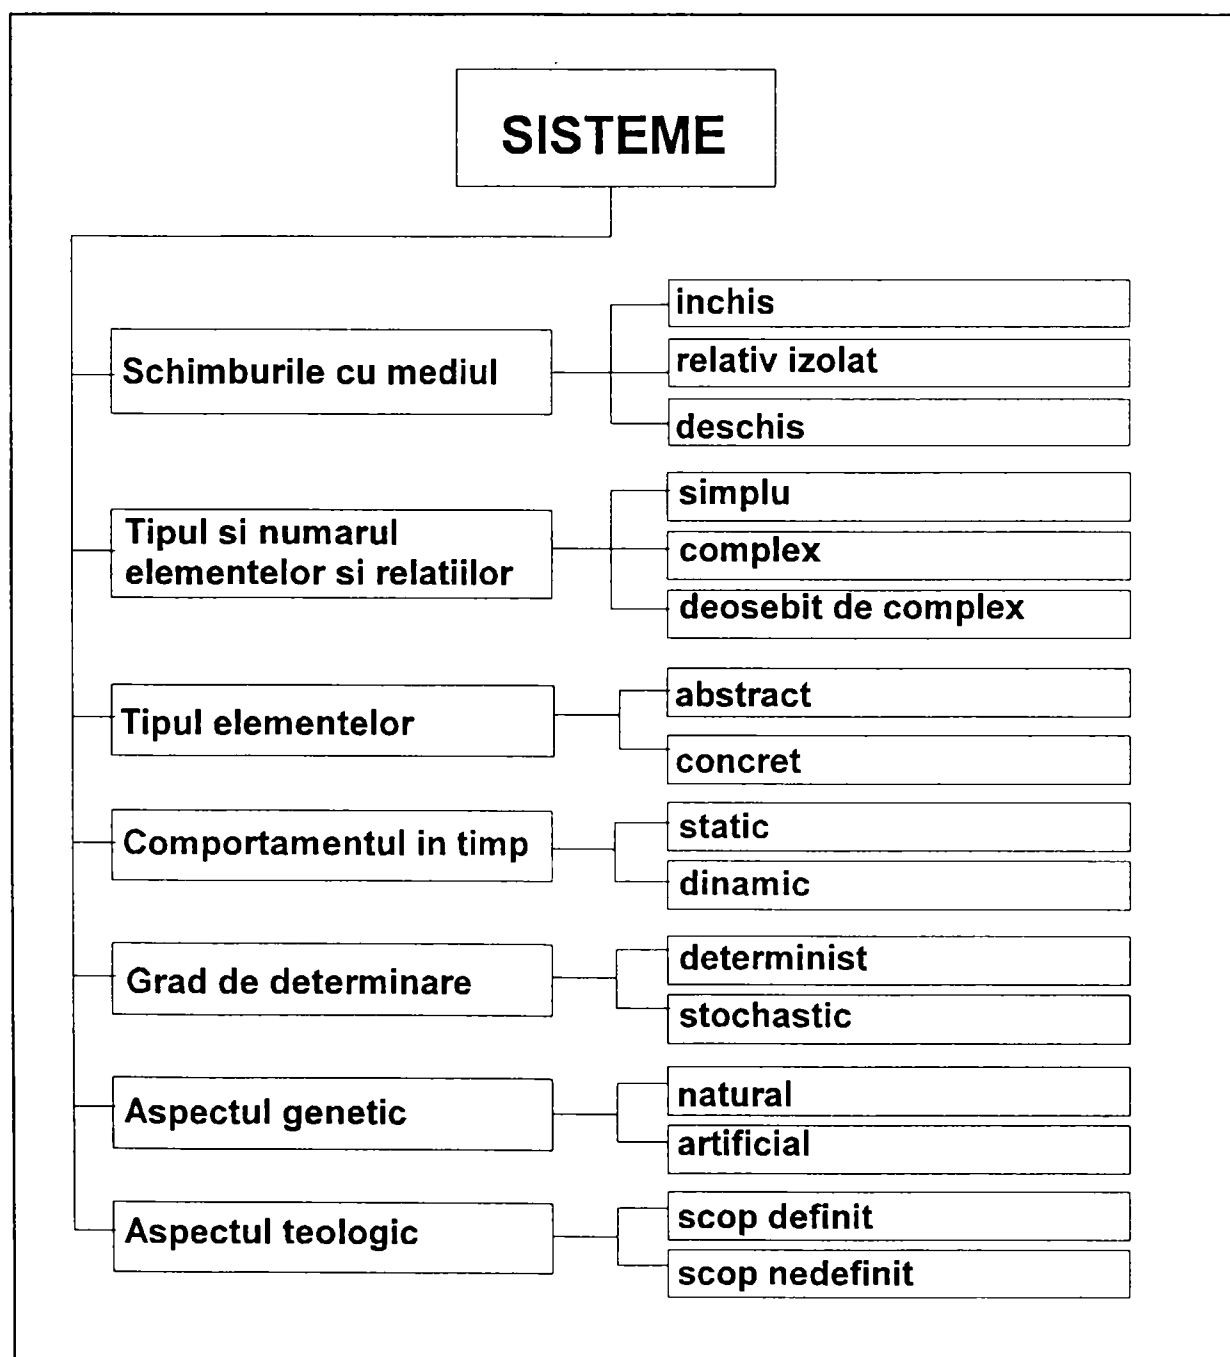 SISTEME
Schimburile cu mediul
inchis
relativ izolat
deschis
Tipul si numarul
elementelor si relatiilor
simplu
complex
deosebit de complex
Tipul elementelor
abstract
concret
Comportamentul in timp
static
dinamic
Grad de determinare
determinist
stochastic
Aspectul genetic
natural
artificial
Aspectul teologic
scop definit
scop nedefinit